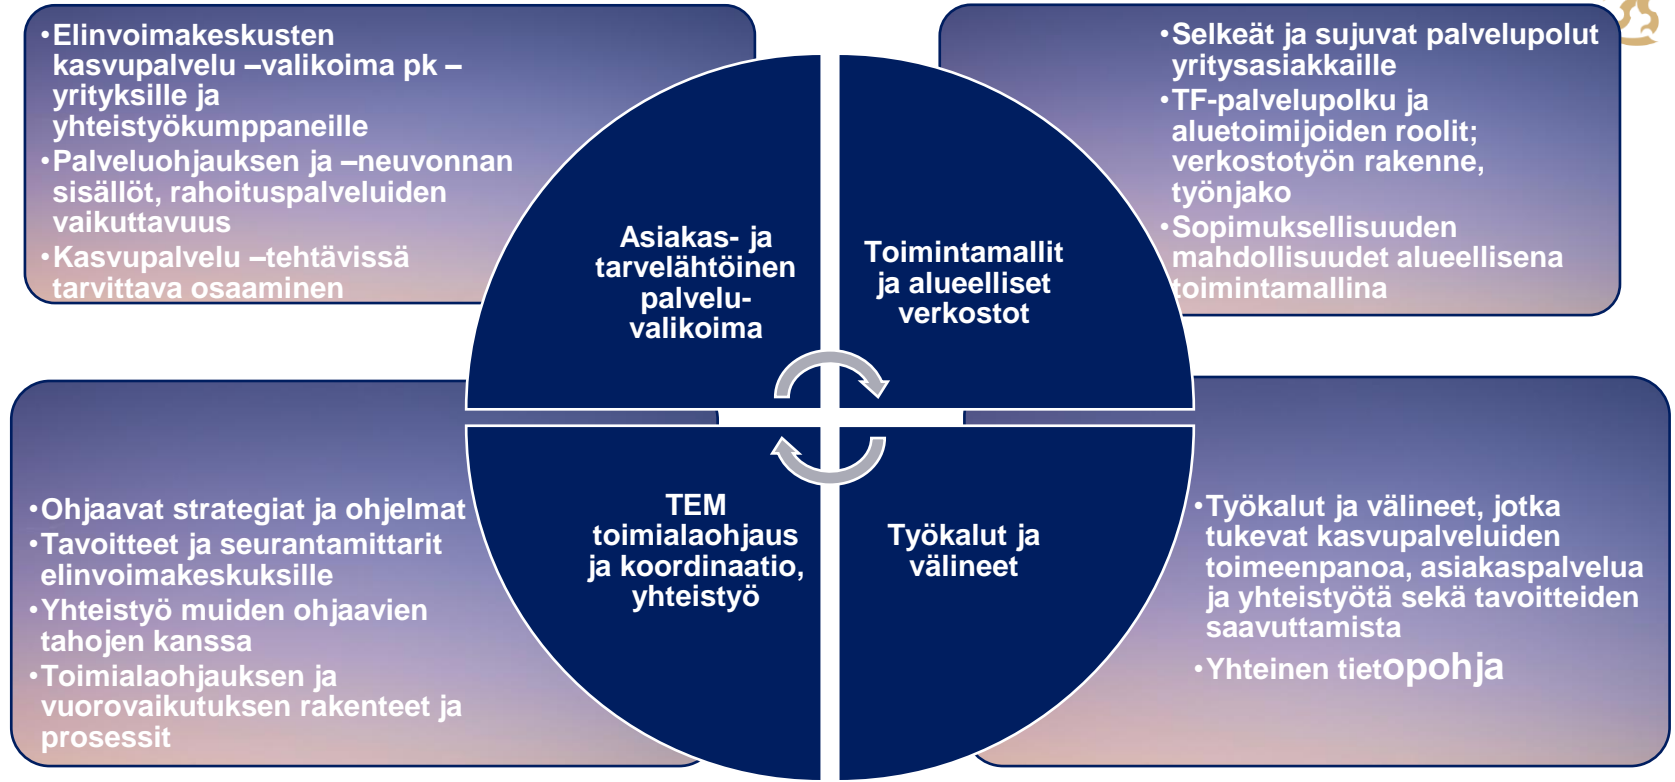 •Elinvoimakeskusten
kasvupalvelu –valikoima pk –
yrityksille ja
yhteistyökumppaneille
•Palveluohjauksen ja –neuvonnan
sisällöt, rahoituspalveluiden
vaikuttavuus
•Kasvupalvelu –tehtävissä
tarvittava osaaminen
Asiakas- ja
tarvelähtöinen
palvelu-
valikoima
Toimintamallit
ja alueelliset
verkostot
•Selkeät ja sujuvat palvelupolut
yritysasiakkaille
•TF-palvelupolku ja
aluetoimijoiden roolit;
verkostotyön rakenne,
työnjako
•Sopimuksellisuuden
mahdollisuudet alueellisena
toimintamallina
•Ohjaavat strategiat ja ohjelmat
•Tavoitteet ja seurantamittarit
elinvoimakeskuksille
•Yhteistyö muiden ohjaavien
tahojen kanssa
•Toimialaohjauksen ja
vuorovaikutuksen rakenteet ja
prosessit
TEM
toimialaohjaus
ja koordinaatio,
yhteistyö
Työkalut ja
välineet
•Työkalut ja välineet, jotka
tukevat kasvupalveluiden
toimeenpanoa, asiakaspalvelua
ja yhteistyötä sekä tavoitteiden
saavuttamista
•Yhteinen tietopohja